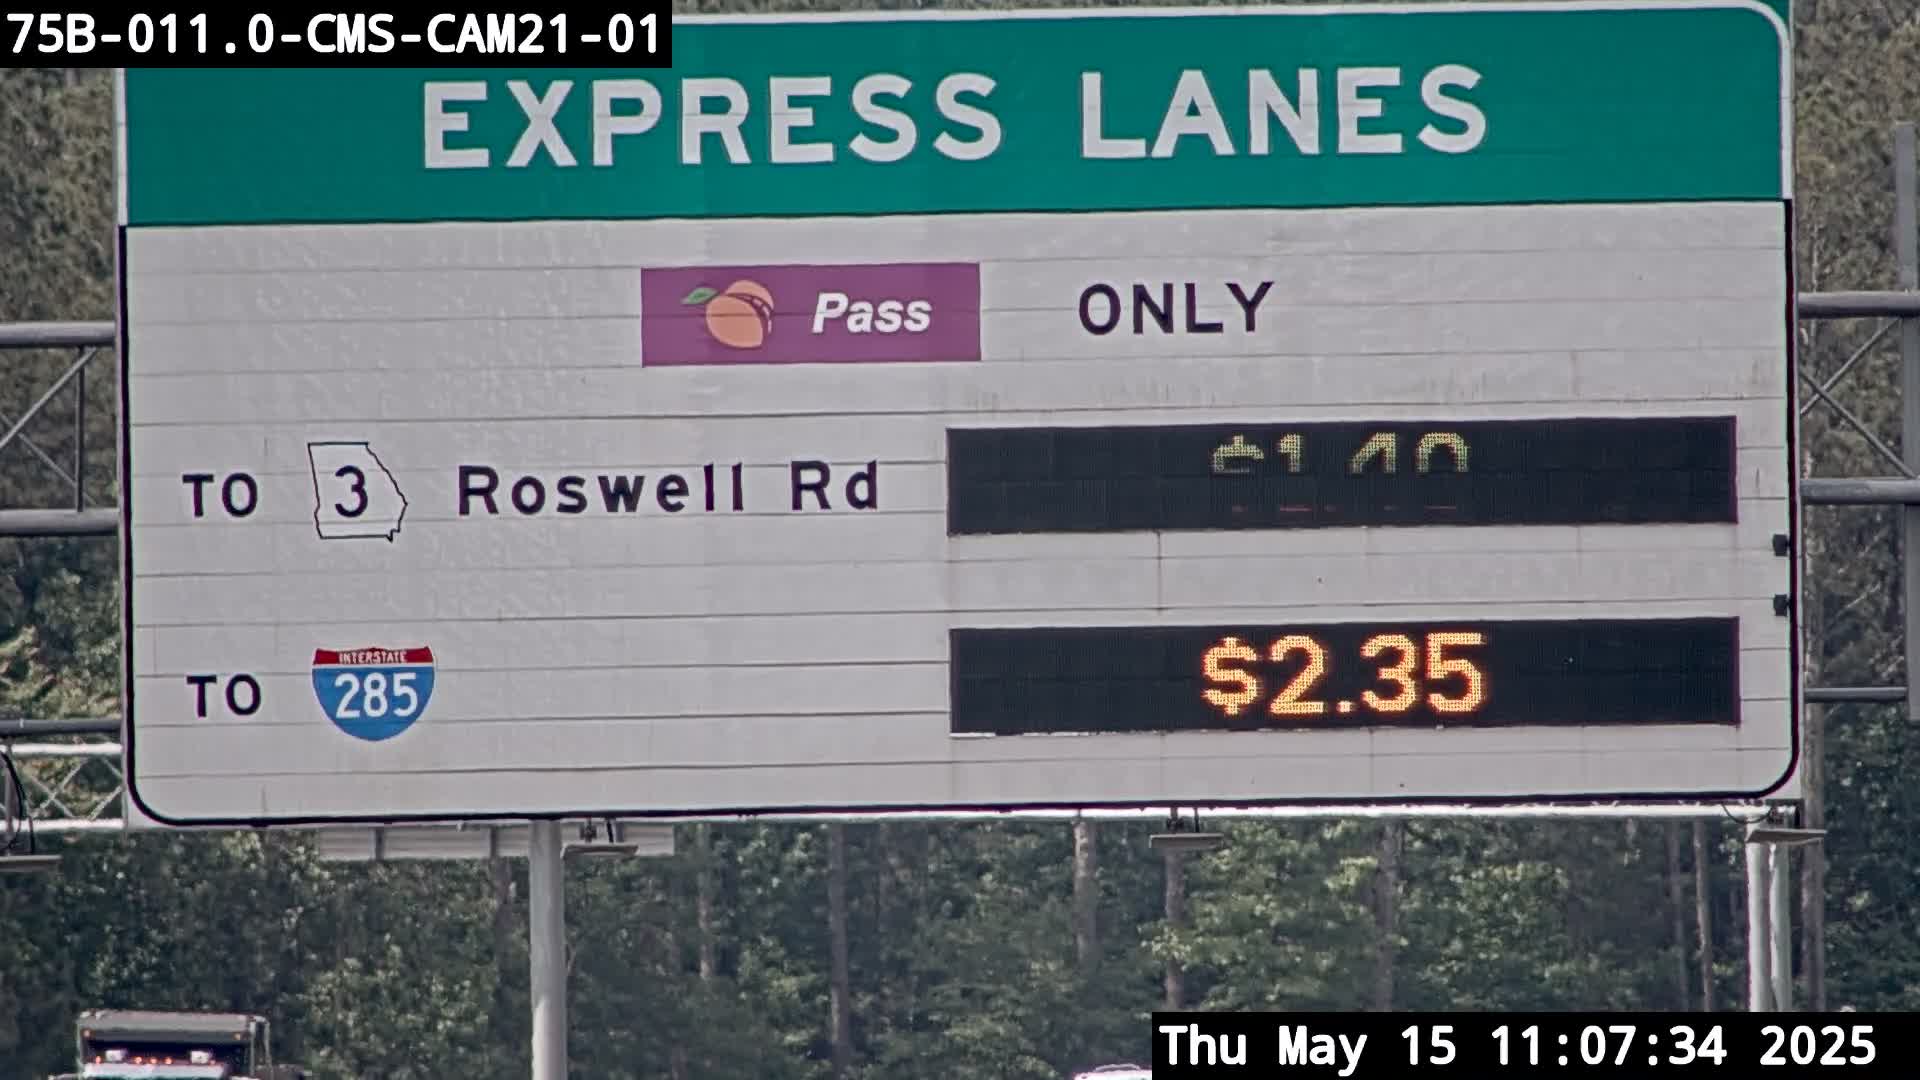 75B-011.0-CMS-CAM21-01
EXPRESS LANES
Pass ONLY
TO 3 Roswell Rd
TO INTERSTATE 285 $2.35
Thu May 15 11:07:34 2025